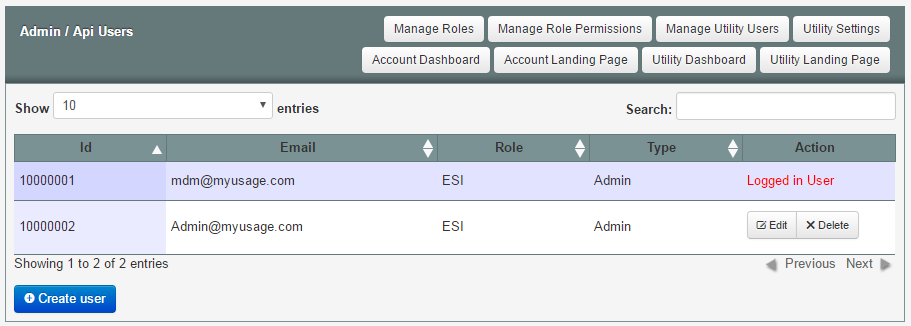 Admin / Api Users
Manage Roles Manage Role Permissions Manage Utility Users Utility Settings
Account Dashboard Account Landing Page Utility Dashboard Utility Landing Page
Show 10 entries Search:
Id Email Role Type Action
10000001 mdm@myusage.com ESI Admin Logged in User
10000002 Admin@myusage.com ESI Admin Edit Delete
Showing 1 to 2 of 2 entries Previous Next
Create user